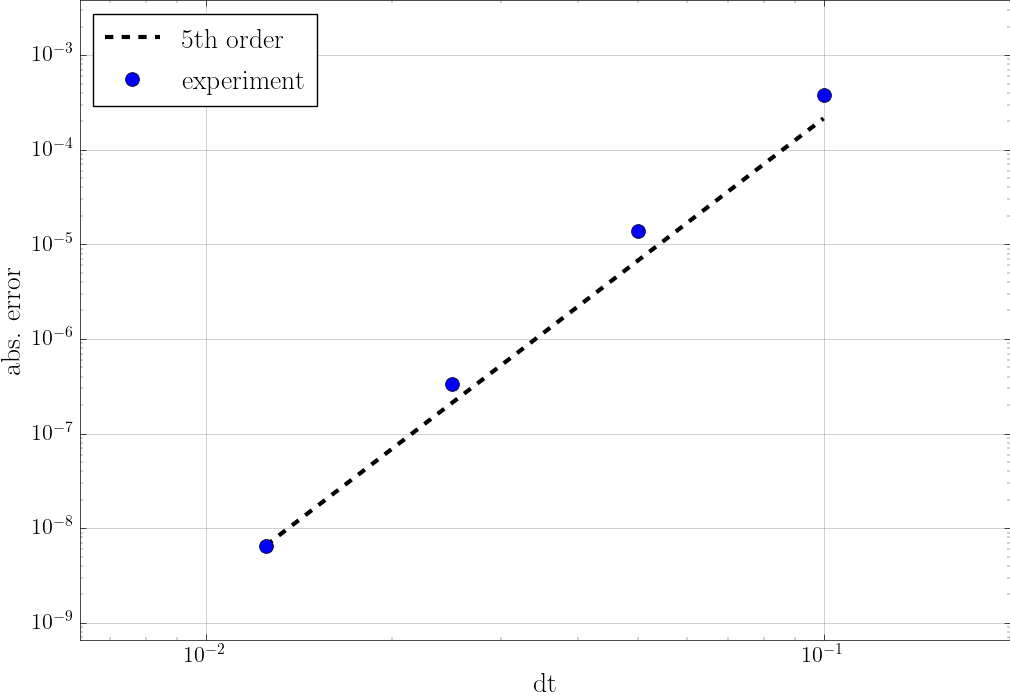 5th order
experiment
10⁻³
10⁻⁴
10⁻⁵
10⁻⁶
10⁻⁷
10⁻⁸
10⁻⁹
abs. error
10⁻²
10⁻¹
dt